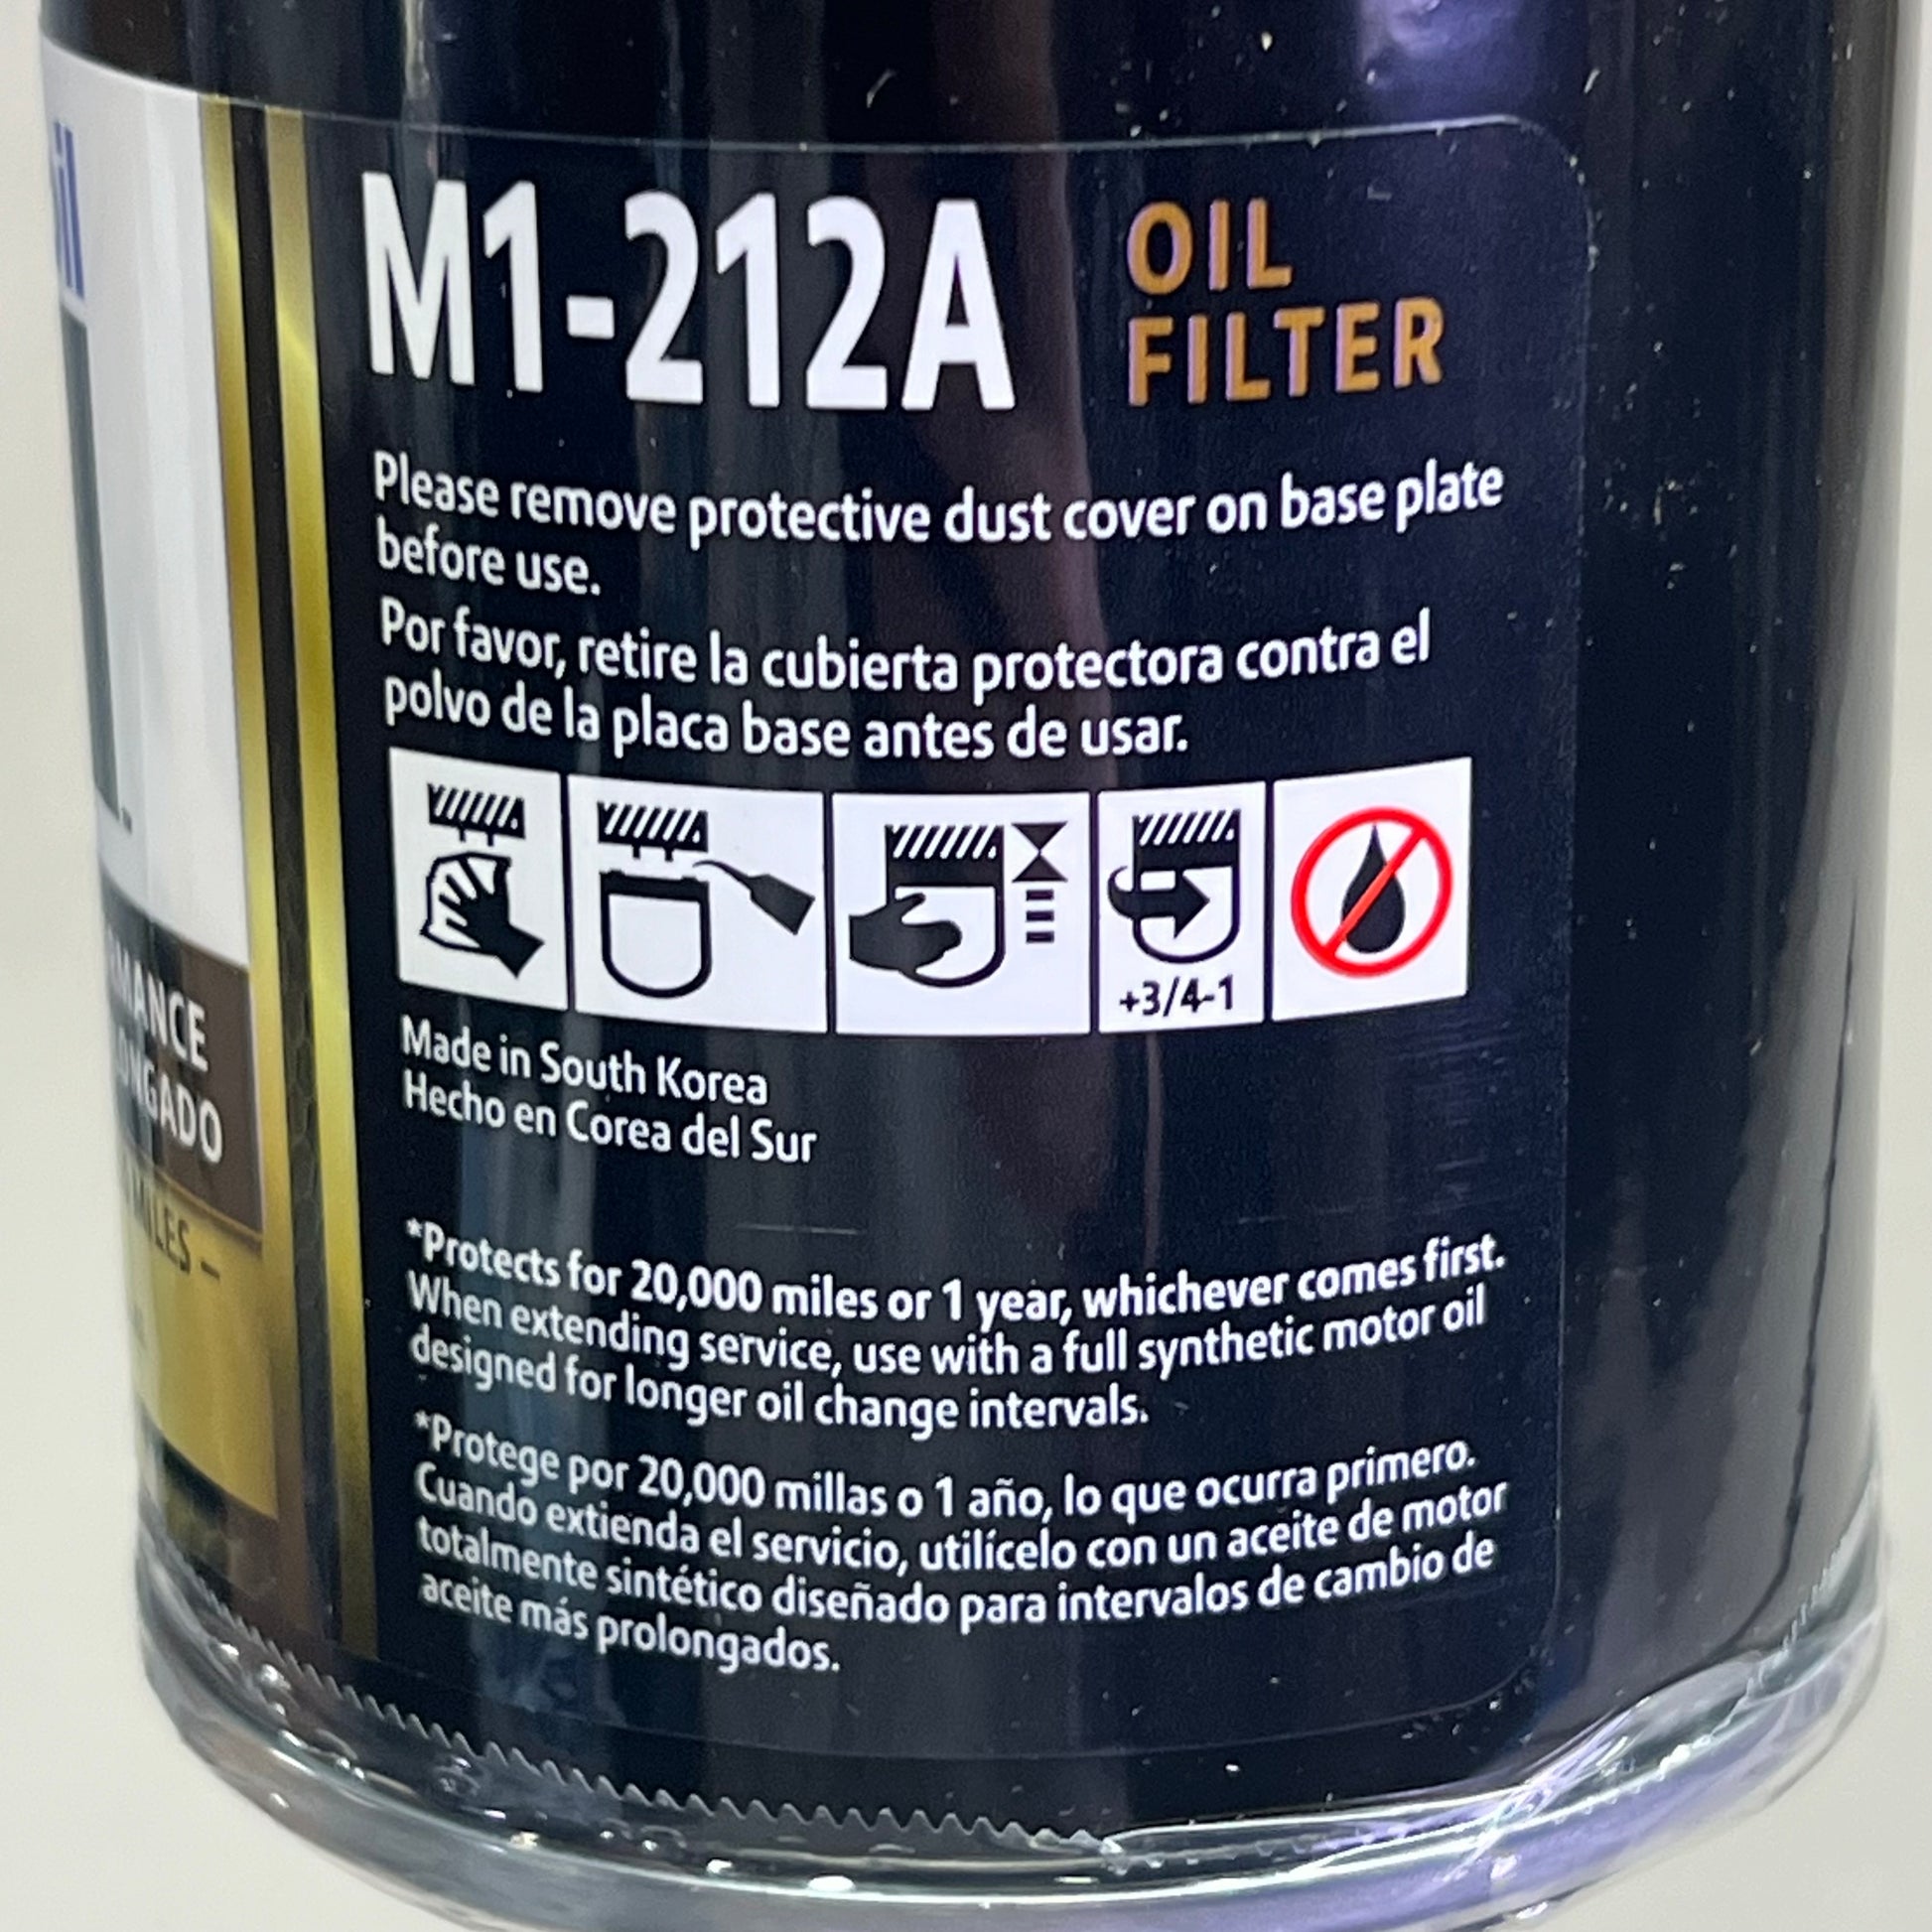 M1-212A
OIL
FILTER
Please remove protective dust cover on base plate
before use.
Por favor, retire la cubierta protectora contra el
polvo de la placa base antes de usar.
+3/4-1
Made in South Korea
Hecho en Corea del Sur
*Protects for 20,000 miles or 1 year, whichever comes first.
When extending service, use with a full synthetic motor oil
designed for longer oil change intervals.
*Protege por 20,000 millas o 1 año, lo que ocurra primero.
Cuando extienda el servicio, utilícelo con un aceite de motor
totalmente sintético diseñado para intervalos de cambio de
aceite más prolongados.
MILES –